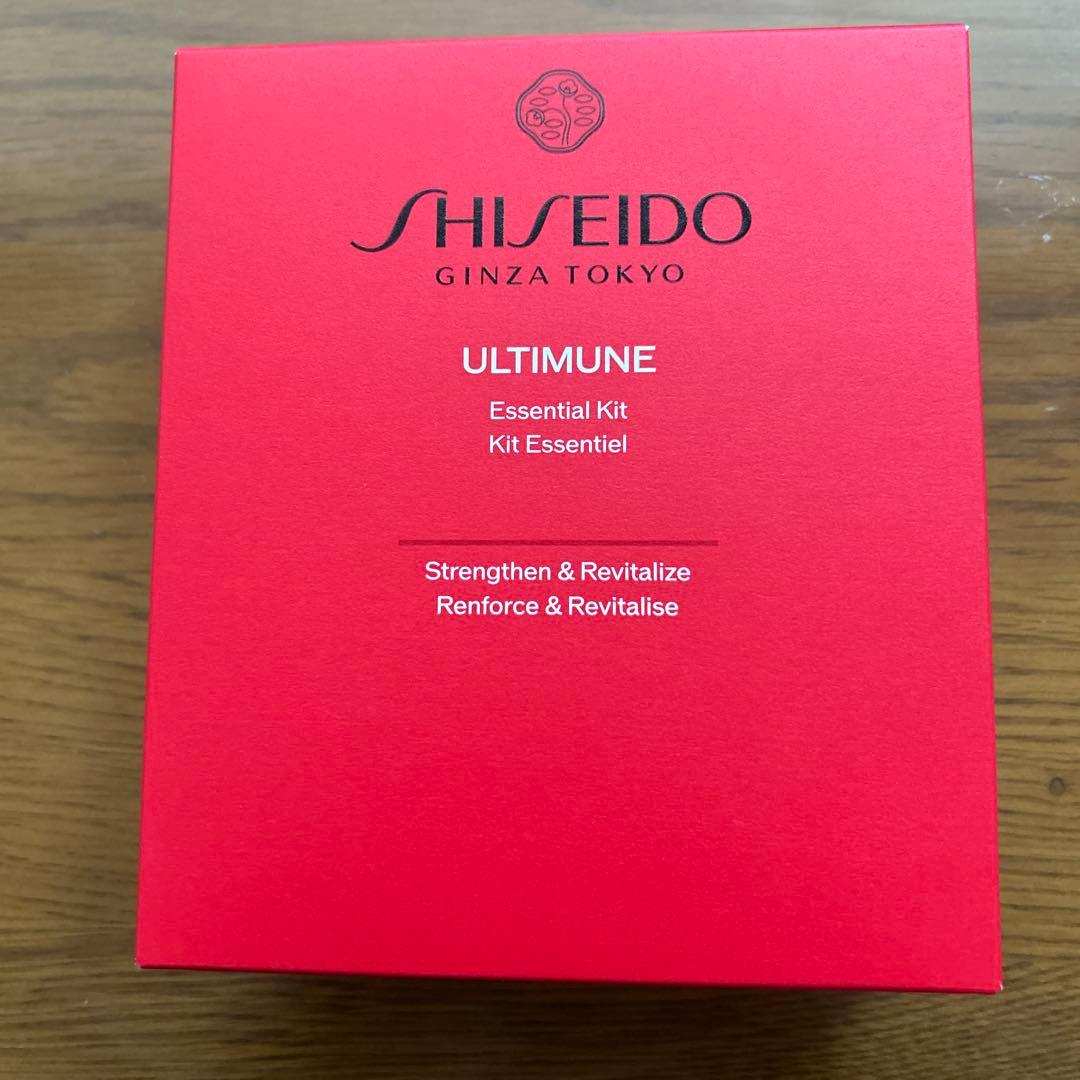 SHISEIDO
GINZA TOKYO
ULTIMUNE
Essential Kit
Kit Essentiel
Strengthen & Revitalize
Renforce & Revitalise